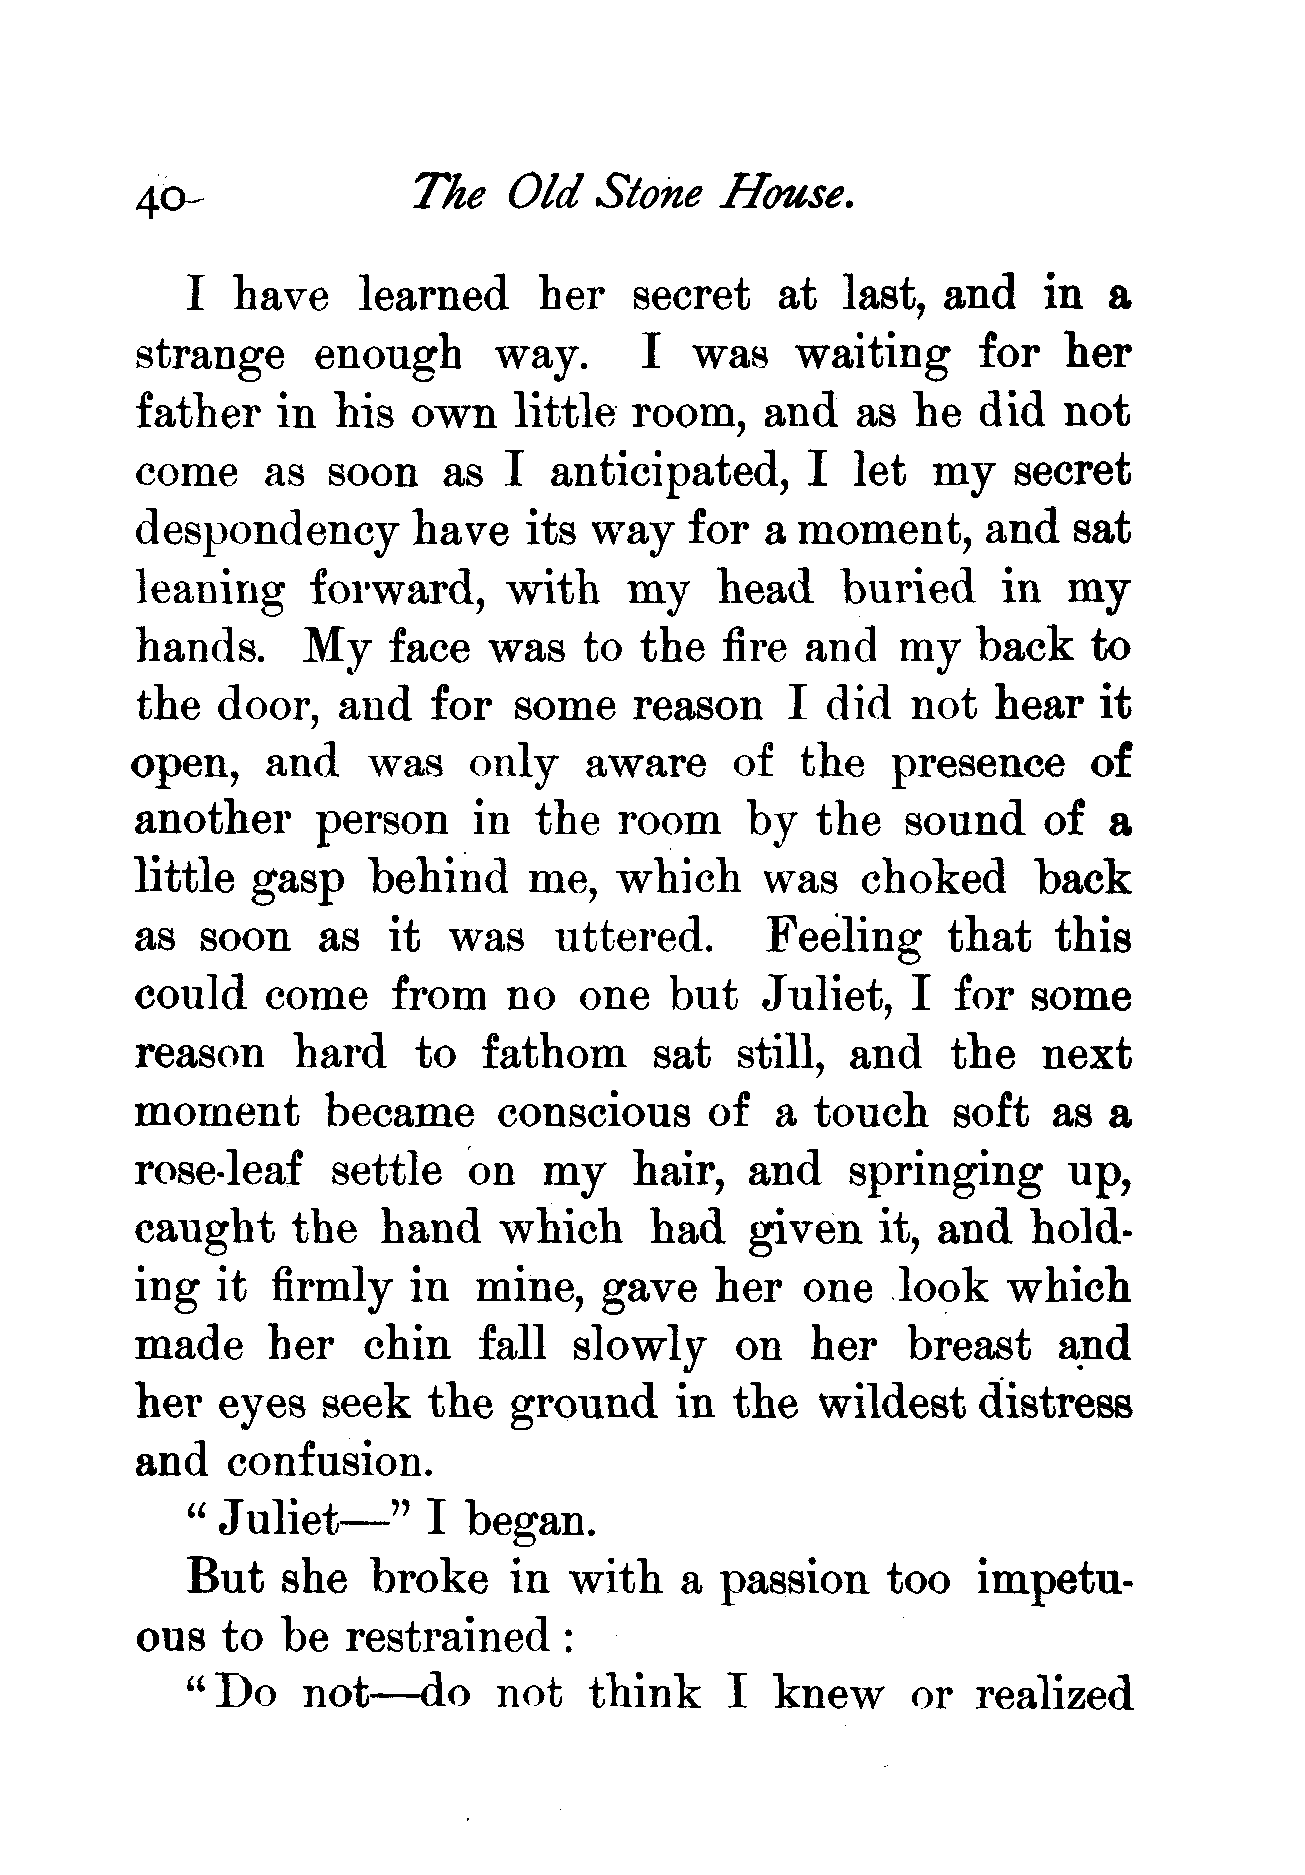 40 The Old Stone House.
I have learned her secret at last, and in a
strange enough way. I was waiting for her
father in his own little room, and as he did not
come as soon as I anticipated, I let my secret
despondency have its way for a moment, and sat
leaning forward, with my head buried in my
hands. My face was to the fire and my back to
the door, and for some reason I did not hear it
open, and was only aware of the presence of
another person in the room by the sound of a
little gasp behind me, which was choked back
as soon as it was uttered. Feeling that this
could come from no one but Juliet, I for some
reason hard to fathom sat still, and the next
moment became conscious of a touch soft as a
rose-leaf settle on my hair, and springing up,
caught the hand which had given it, and hold-
ing it firmly in mine, gave her one look which
made her chin fall slowly on her breast and
her eyes seek the ground in the wildest distress
and confusion.
“ Juliet—” I began.
But she broke in with a passion too impetu-
ous to be restrained :
“ Do not—do not think I knew or realized